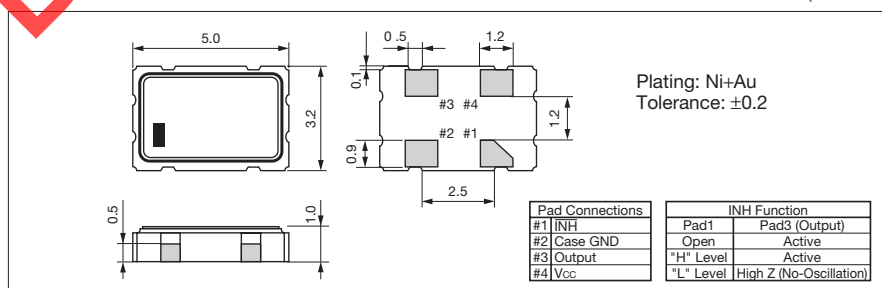 5.0
0.5
1.2
0.1
#3 #4
#2 #1
3.2
1.2
0.9
2.5
0.5
1.0
Plating: Ni+Au
Tolerance: ±0.2
Pad Connections
#1 I̅N̅H̅
#2 Case GND
#3 Output
#4 Vcc
INH Function
Pad1 Pad3 (Output)
Open Active
"H" Level Active
"L" Level High Z (No-Oscillation)